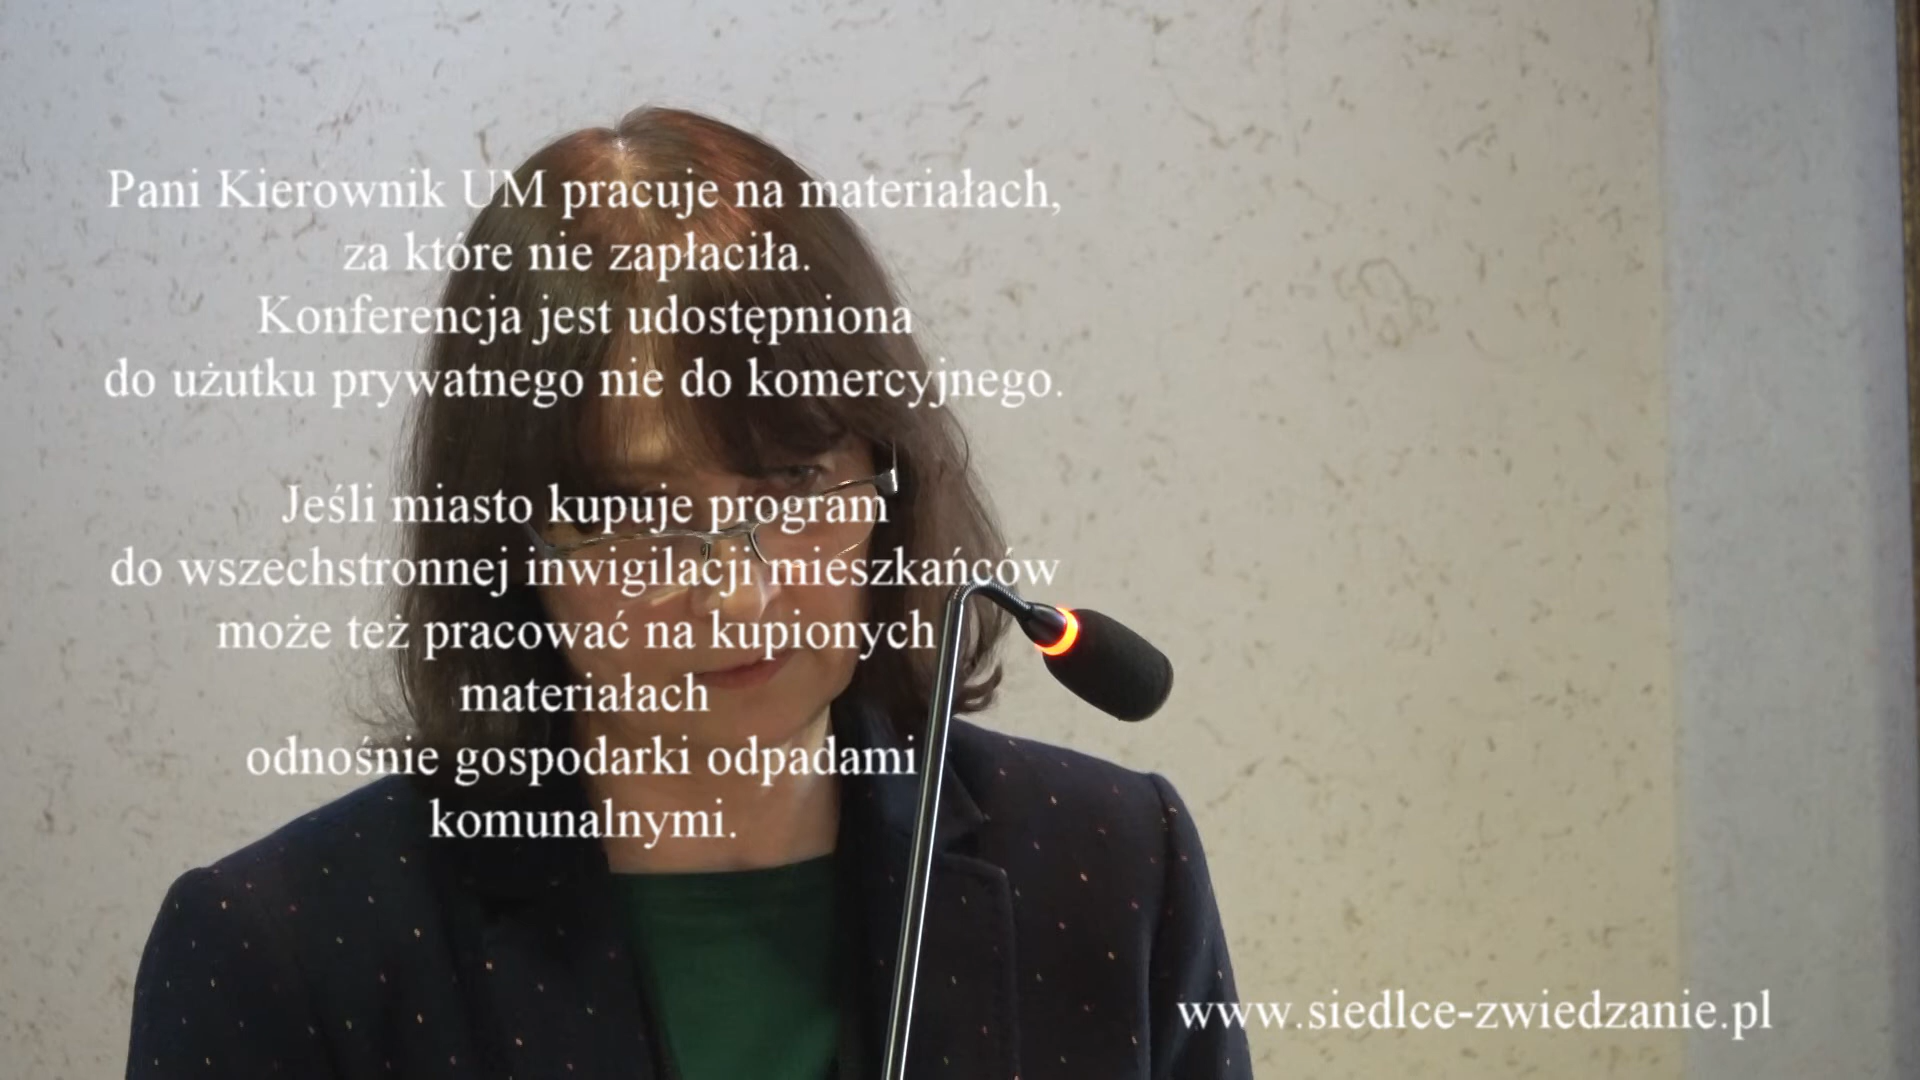 Pani Kierownik UM pracuje na materiałach,
za które nie zapłaciła.
Konferencja jest udostępniona
do użutku prywatnego nie do komercyjnego.
Jeśli miasto kupuje program
do wszechstronnej inwigilacji mieszkańców
może też pracować na kupionych
materiałach
odnośnie gospodarki odpadami
komunalnymi.
www.siedlce-zwiedzanie.pl